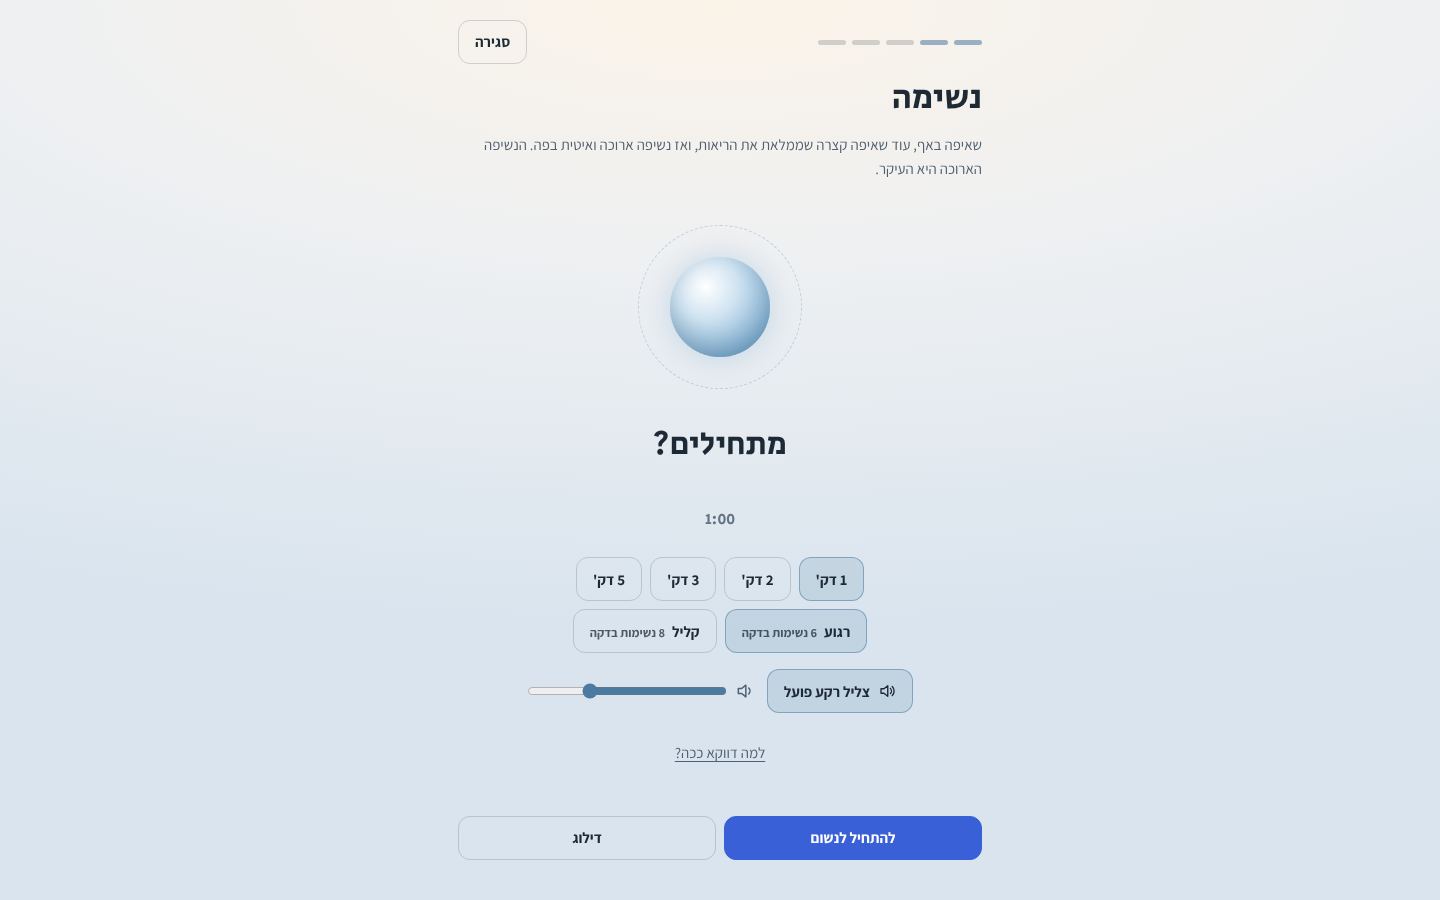 סגירה
נשימה
שאיפה באף, עוד שאיפה קצרה שממלאת את הריאות, ואז נשיפה ארוכה ואיטית בפה. הנשיפה
הארוכה היא העיקר.
מתחילים?
1:00
1 דק' 2 דק' 3 דק' 5 דק'
רגוע 6 נשימות בדקה קליל 8 נשימות בדקה
צליל רקע פועל
למה דווקא ככה?
להתחיל לנשום דילוג